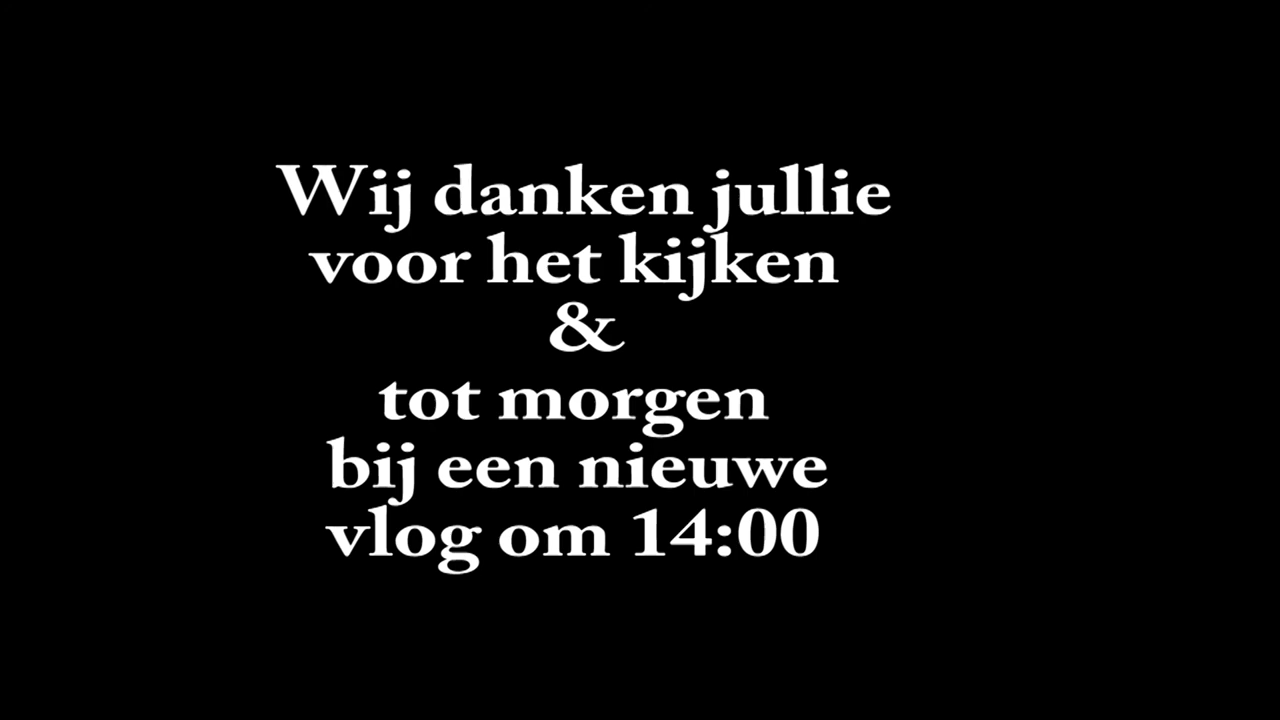 Wij danken jullie
voor het kijken
&
tot morgen
bij een nieuwe
vlog om 14:00